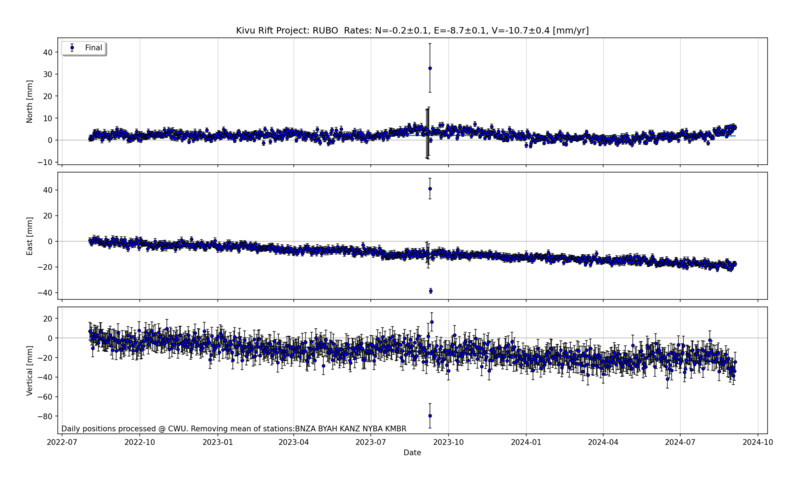 Kivu Rift Project: RUBO  Rates: N=-0.2±0.1, E=-8.7±0.1, V=-10.7±0.4 [mm/yr]
Final
North [mm]
40
30
20
10
0
−10
East [mm]
40
20
0
−20
−40
Vertical [mm]
20
0
−20
−40
−60
−80
Daily positions processed @ CWU. Removing mean of stations:BNZA BYAH KANZ NYBA KMBR
2022-07 2022-10 2023-01 2023-04 2023-07 2023-10 2024-01 2024-04 2024-07 2024-10
Date